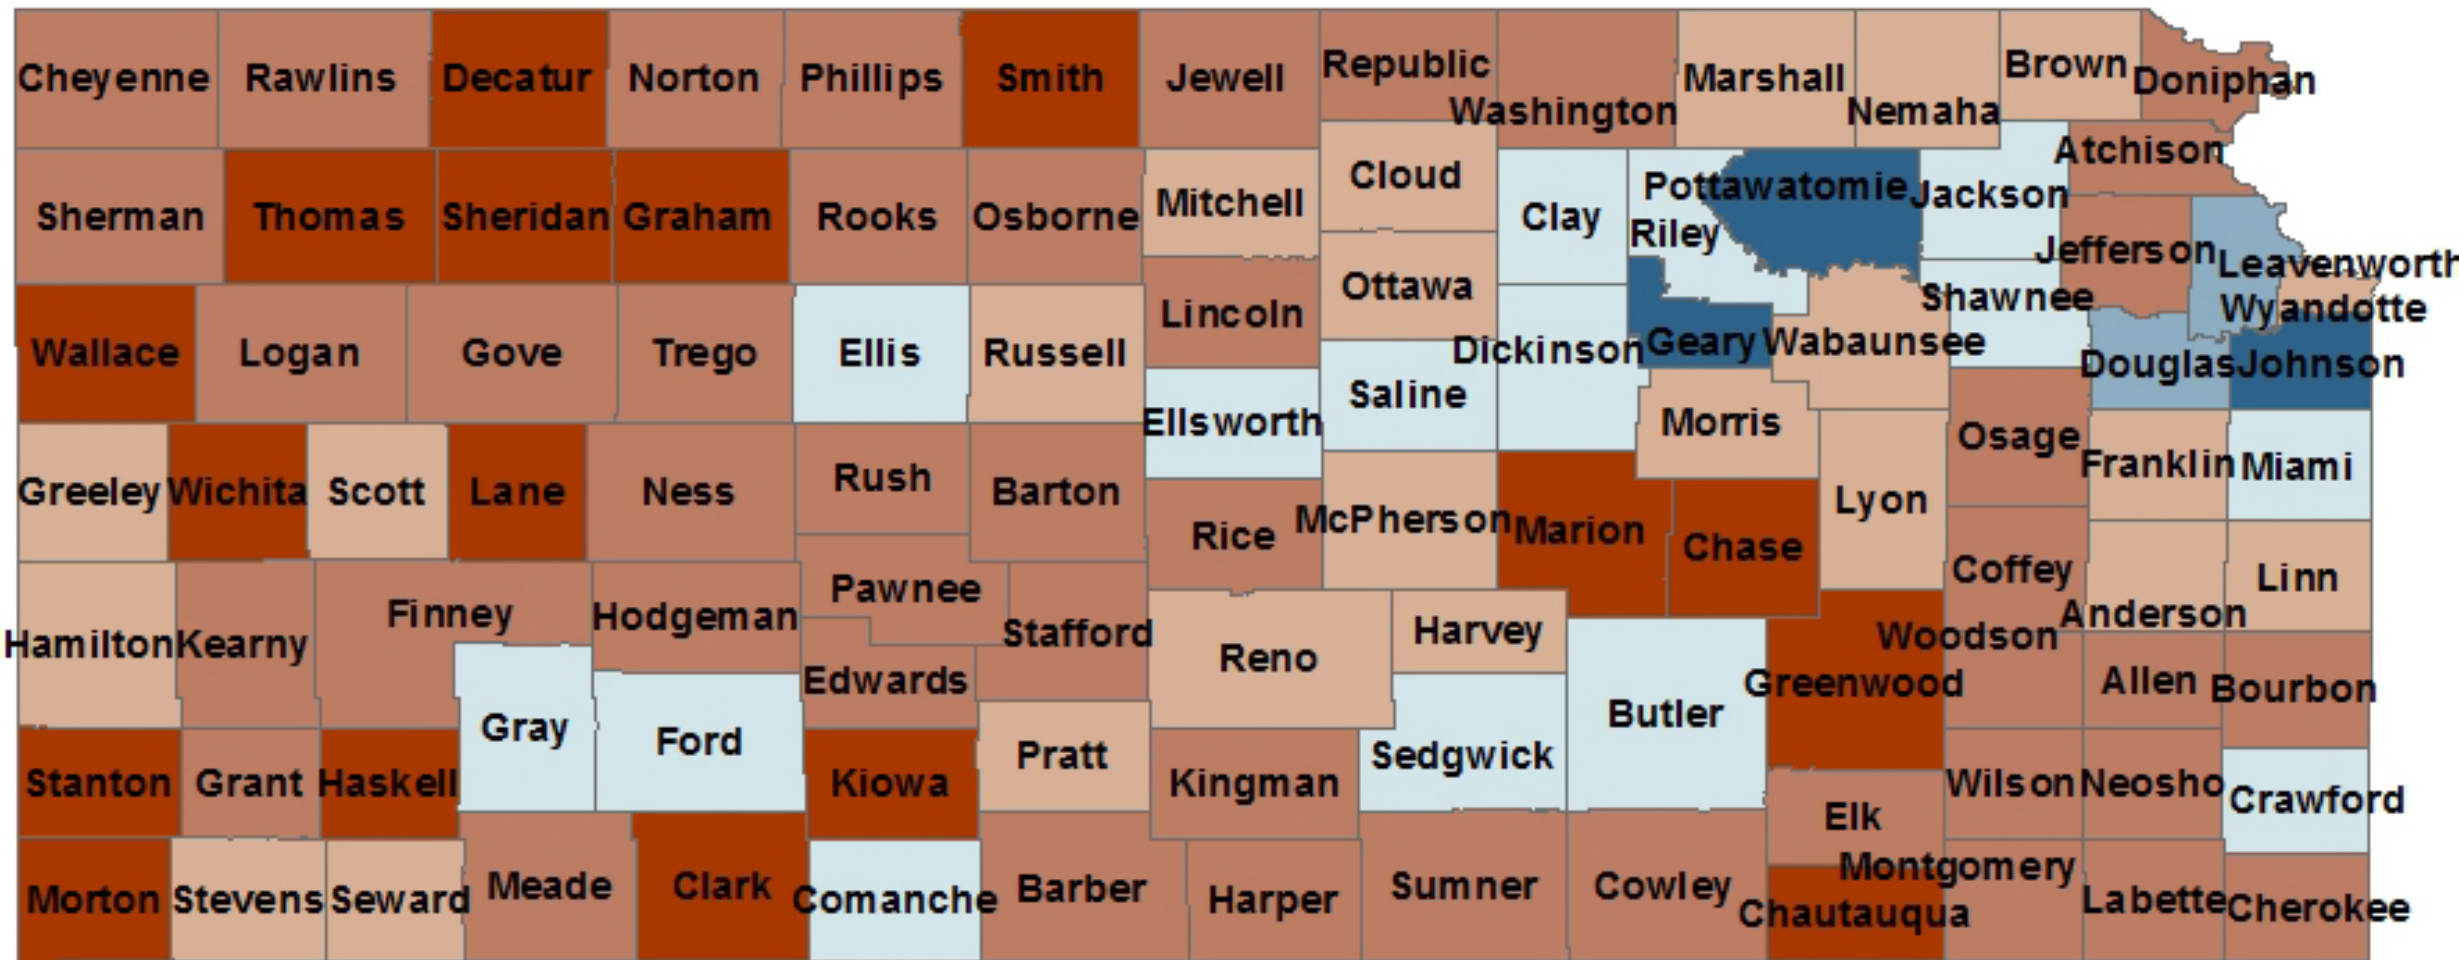 Cheyenne
Rawlins
Decatur
Norton
Phillips
Smith
Jewell
Republic
Washington
Marshall
Nemaha
Brown
Doniphan
Sherman
Thomas
Sheridan
Graham
Rooks
Osborne
Mitchell
Cloud
Clay
Riley
Pottawatomie
Jackson
Atchison
Jefferson
Leavenworth
Wyandotte
Lincoln
Ottawa
Wallace
Logan
Gove
Trego
Ellis
Russell
Ellsworth
Saline
Dickinson
Geary
Wabaunsee
Shawnee
Douglas
Johnson
Morris
Osage
Franklin
Miami
Greeley
Wichita
Scott
Lane
Ness
Rush
Barton
Rice
McPherson
Marion
Chase
Lyon
Coffey
Anderson
Linn
Hamilton
Kearny
Finney
Hodgeman
Pawnee
Stafford
Edwards
Reno
Harvey
Woodson
Greenwood
Allen
Bourbon
Gray
Ford
Sedgwick
Butler
Stanton
Grant
Haskell
Kiowa
Pratt
Kingman
Elk
Wilson
Neosho
Crawford
Morton
Stevens
Seward
Meade
Clark
Comanche
Barber
Harper
Sumner
Cowley
Chautauqua
Montgomery
Labette
Cherokee